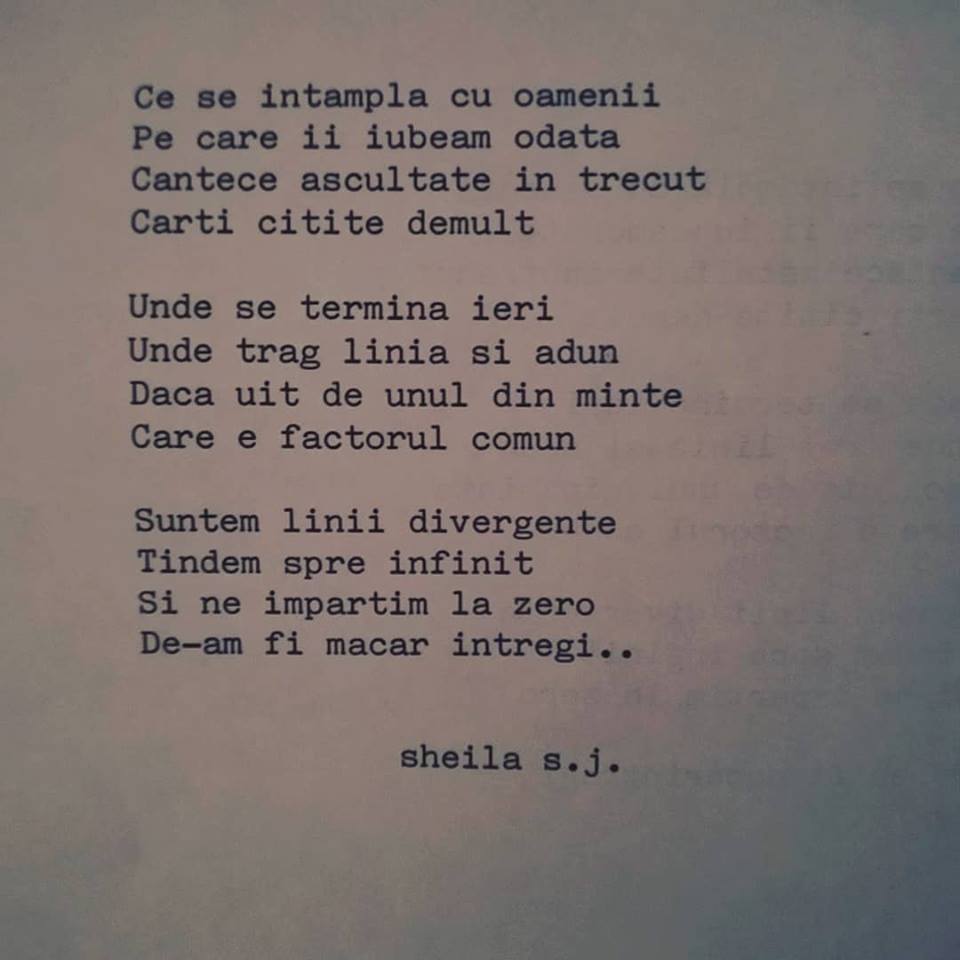 Ce se intampla cu oamenii
Pe care ii iubeam odata
Cantece ascultate in trecut
Carti citite demult

Unde se termina ieri
Unde trag linia si adun
Daca uit de unul din minte
Care e factorul comun

Suntem linii divergente
Tindem spre infinit
Si ne impartim la zero
De-am fi macar intregi..

sheila s.j.